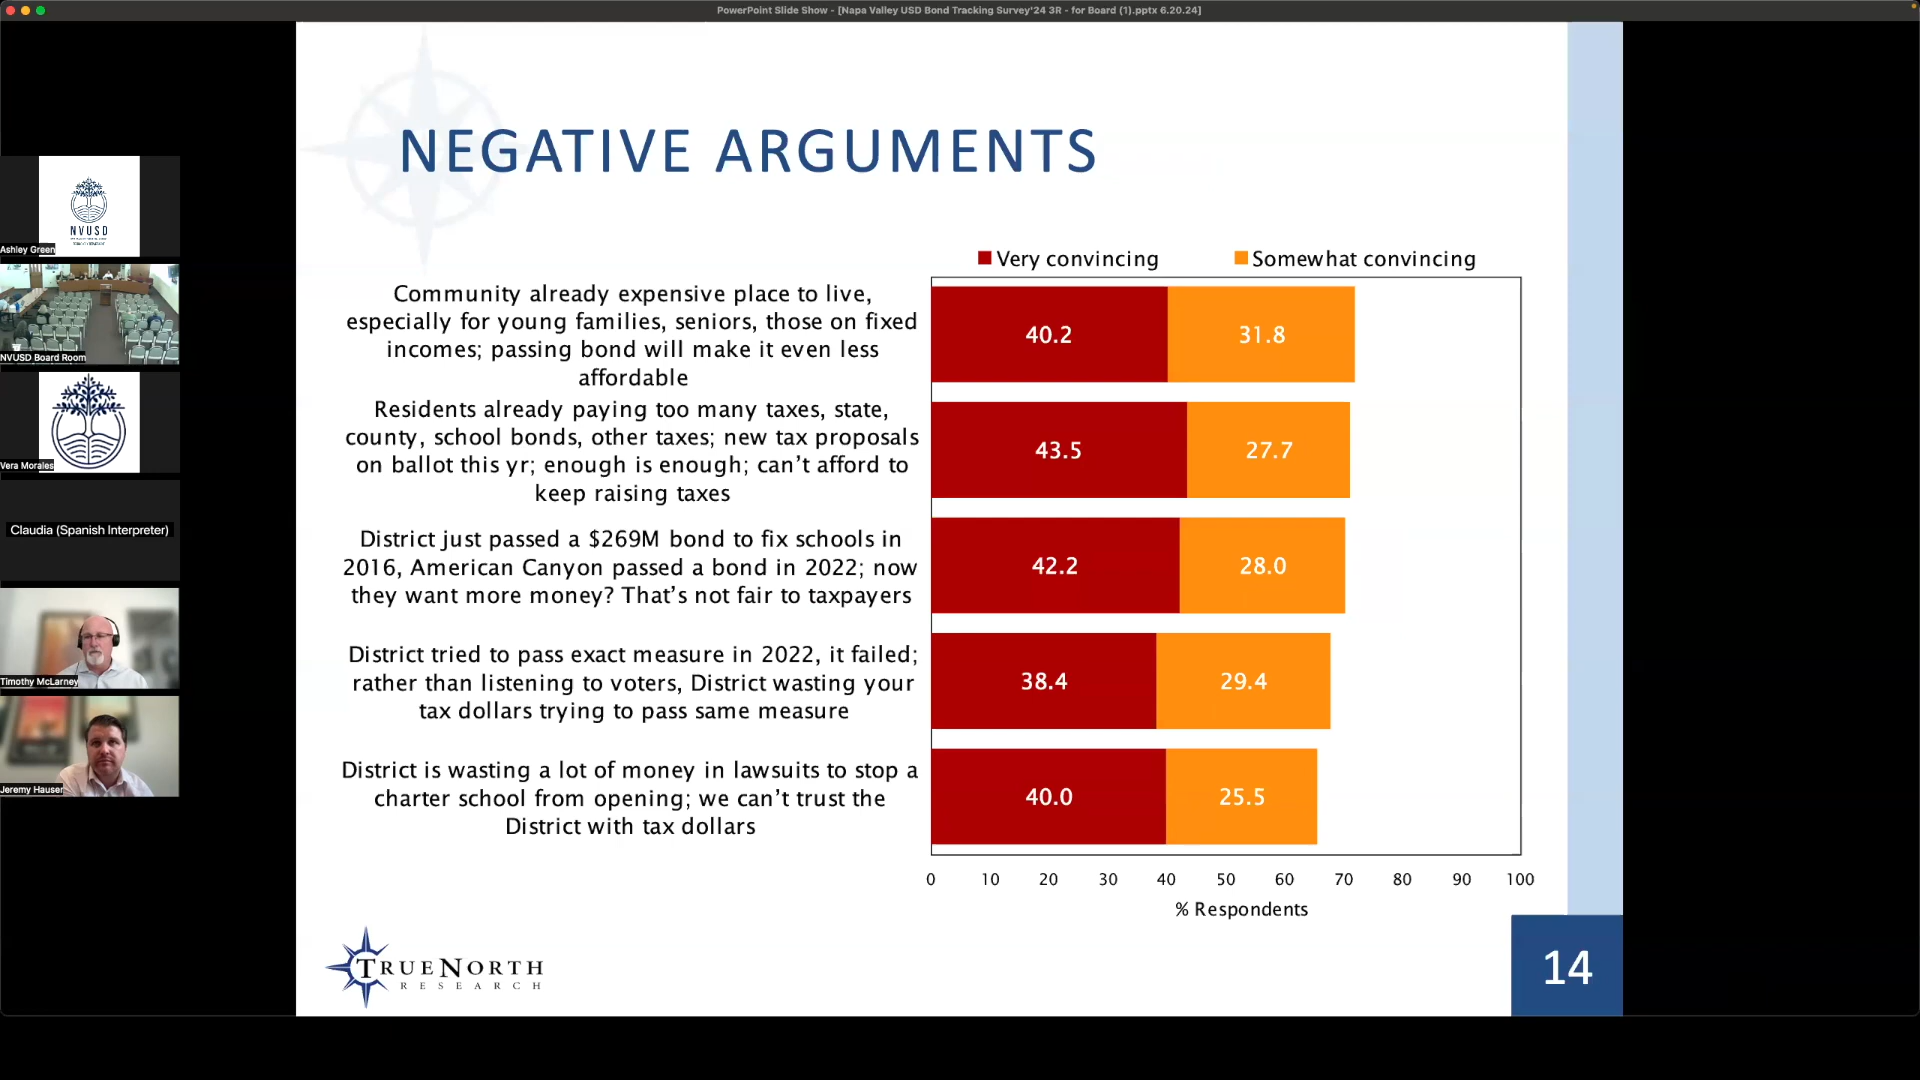 PowerPoint Slide Show - [Napa Valley USD Bond Tracking Survey'24 3R - for Board (1).pptx 6.20.24]
NEGATIVE ARGUMENTS
Very convincing
Somewhat convincing
Community already expensive place to live,
especially for young families, seniors, those on fixed
incomes; passing bond will make it even less
affordable
40.2
31.8
Residents already paying too many taxes, state,
county, school bonds, other taxes; new tax proposals
on ballot this yr; enough is enough; can’t afford to
keep raising taxes
43.5
27.7
District just passed a $269M bond to fix schools in
2016, American Canyon passed a bond in 2022; now
they want more money? That’s not fair to taxpayers
42.2
28.0
District tried to pass exact measure in 2022, it failed;
rather than listening to voters, District wasting your
tax dollars trying to pass same measure
38.4
29.4
District is wasting a lot of money in lawsuits to stop a
charter school from opening; we can’t trust the
District with tax dollars
40.0
25.5
0 10 20 30 40 50 60 70 80 90 100
% Respondents
TRUENORTH
RESEARCH
14
NVUSD
Ashley Green
NVUSD Board Room
Vera Morales
Claudia (Spanish Interpreter)
Timothy McLarney
Jeremy Hauser